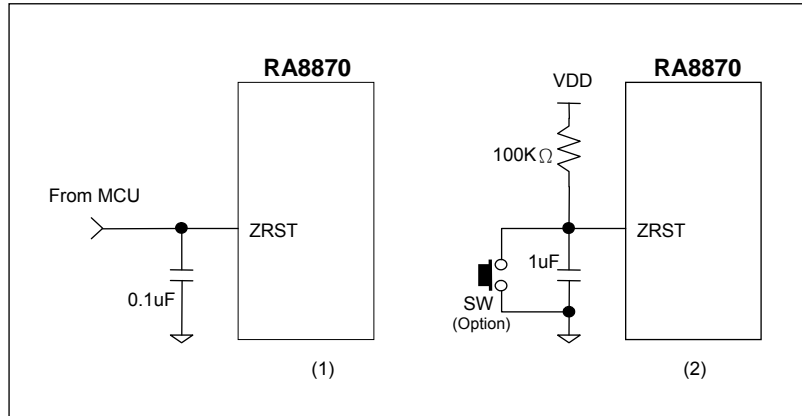 RA8870
From MCU
ZRST
0.1uF
(1)
RA8870
VDD
100KΩ
ZRST
1uF
SW
(Option)
(2)